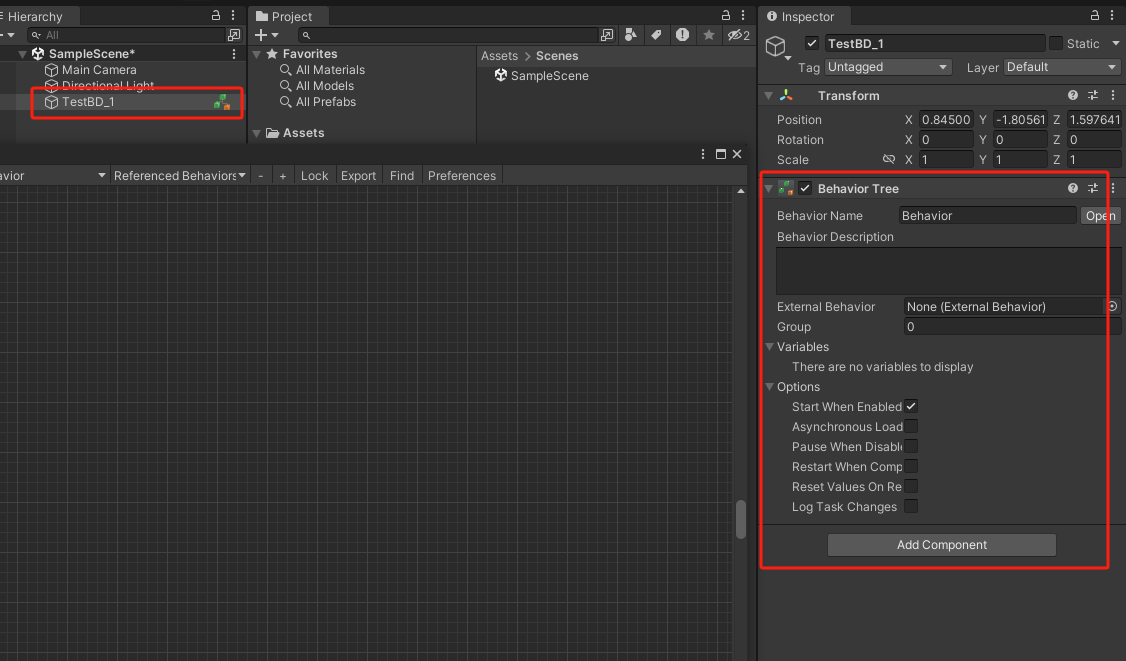 Hierarchy
All
SampleScene*
Main Camera
Directional Light
TestBD_1
Project
2
Favorites
All Materials
All Models
All Prefabs
Assets
Assets > Scenes
SampleScene
avior
Referenced Behaviors
-
+
Lock
Export
Find
Preferences
Inspector
TestBD_1
Static
Tag Untagged
Layer Default
Transform
Position X 0.84500 Y -1.80561 Z 1.597641
Rotation X 0 Y 0 Z 0
Scale X 1 Y 1 Z 1
Behavior Tree
Behavior Name Behavior Open
Behavior Description
External Behavior None (External Behavior)
Group 0
Variables
There are no variables to display
Options
Start When Enabled
Asynchronous Load
Pause When Disabl
Restart When Comp
Reset Values On Re
Log Task Changes
Add Component